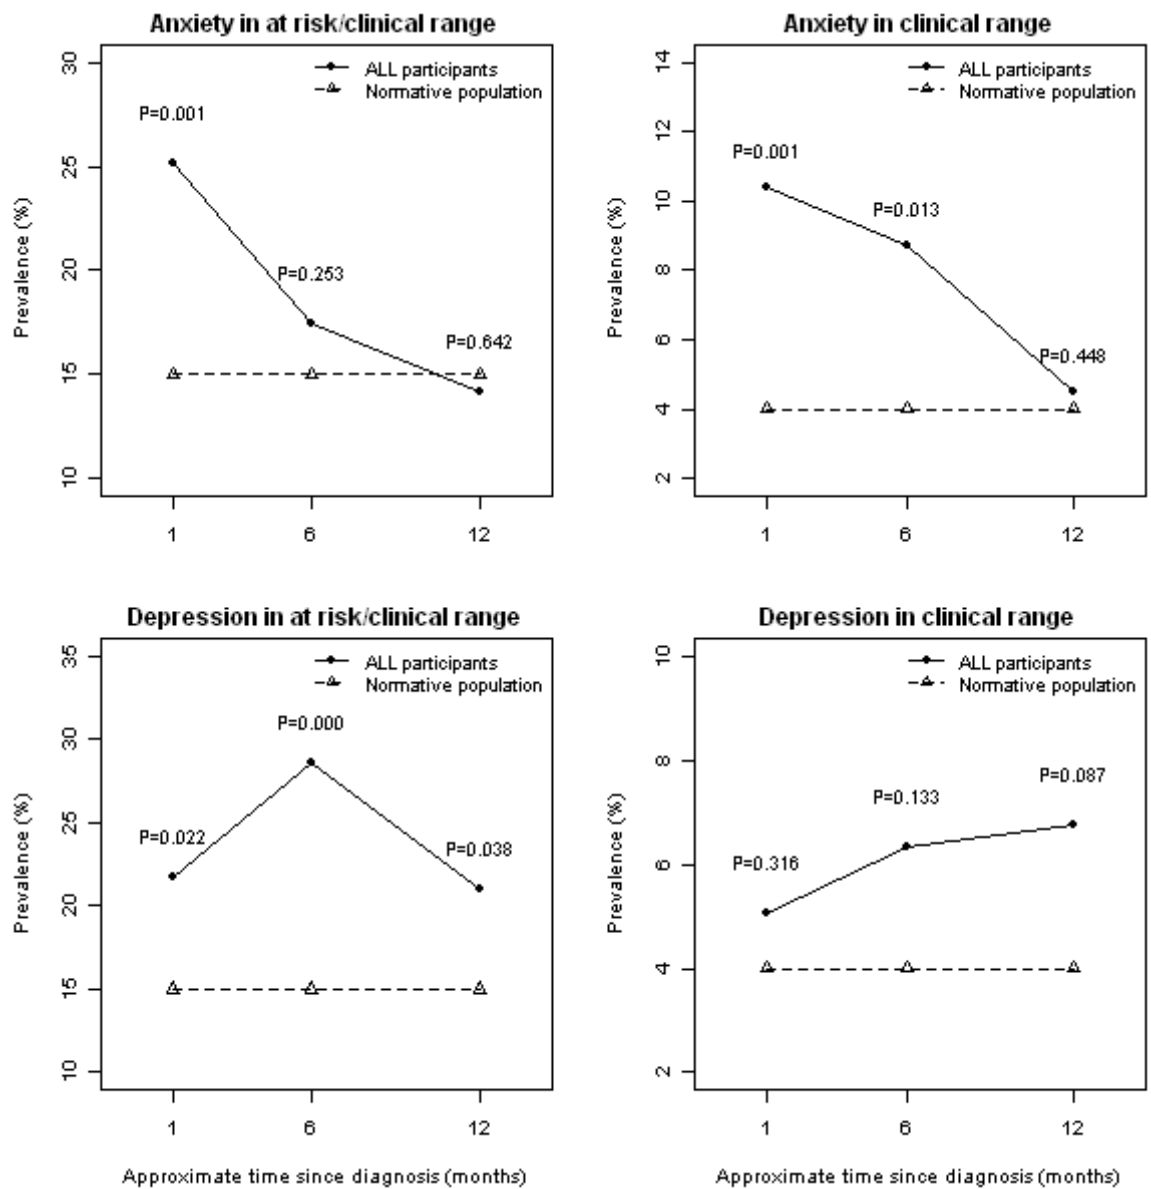 Anxiety in at risk/clinical range
ALL participants
Normative population
P=0.001
P=0.253
P=0.642
Prevalence (%)
30
25
20
15
10
1 6 12
Anxiety in clinical range
ALL participants
Normative population
P=0.001
P=0.013
P=0.448
Prevalence (%)
14
12
10
8
6
4
2
1 6 12
Depression in at risk/clinical range
ALL participants
Normative population
P=0.000
P=0.022
P=0.038
Prevalence (%)
35
30
25
20
15
10
1 6 12
Approximate time since diagnosis (months)
Depression in clinical range
ALL participants
Normative population
P=0.087
P=0.133
P=0.316
Prevalence (%)
10
8
6
4
2
1 6 12
Approximate time since diagnosis (months)